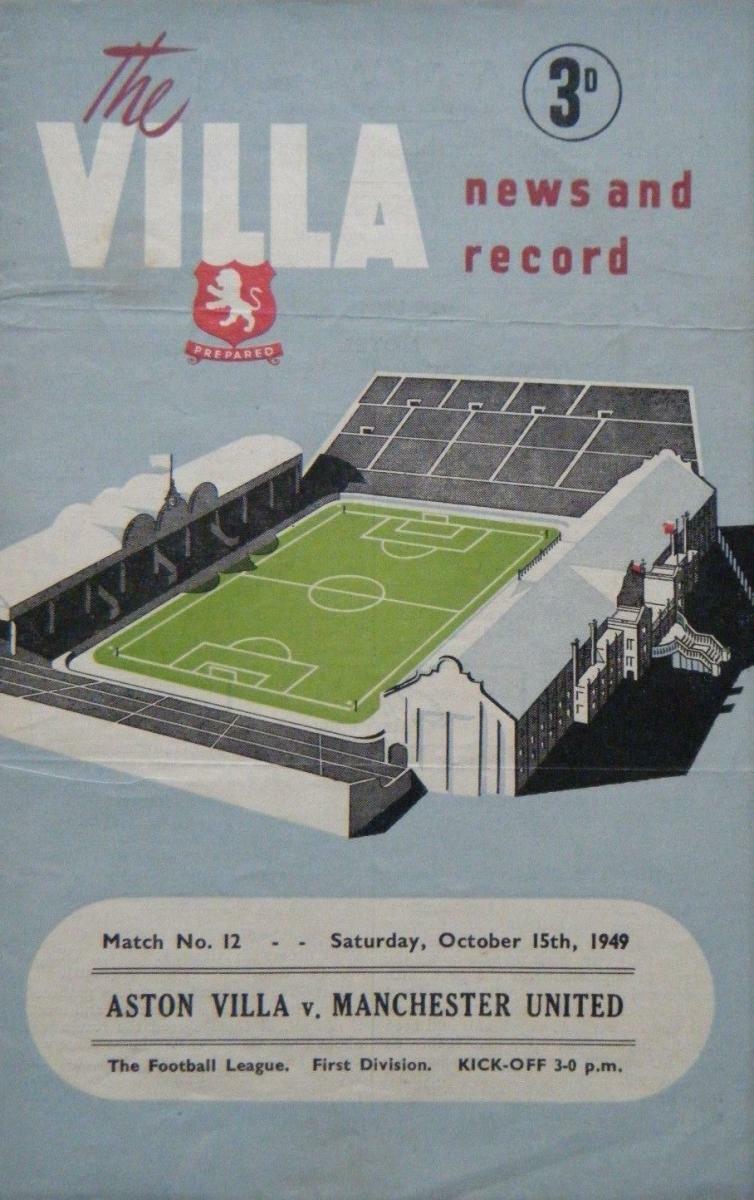 The
VILLA
3D
news and
record
PREPARED
Match No. 12 - - Saturday, October 15th, 1949
ASTON VILLA v. MANCHESTER UNITED
The Football League. First Division. KICK-OFF 3-0 p.m.